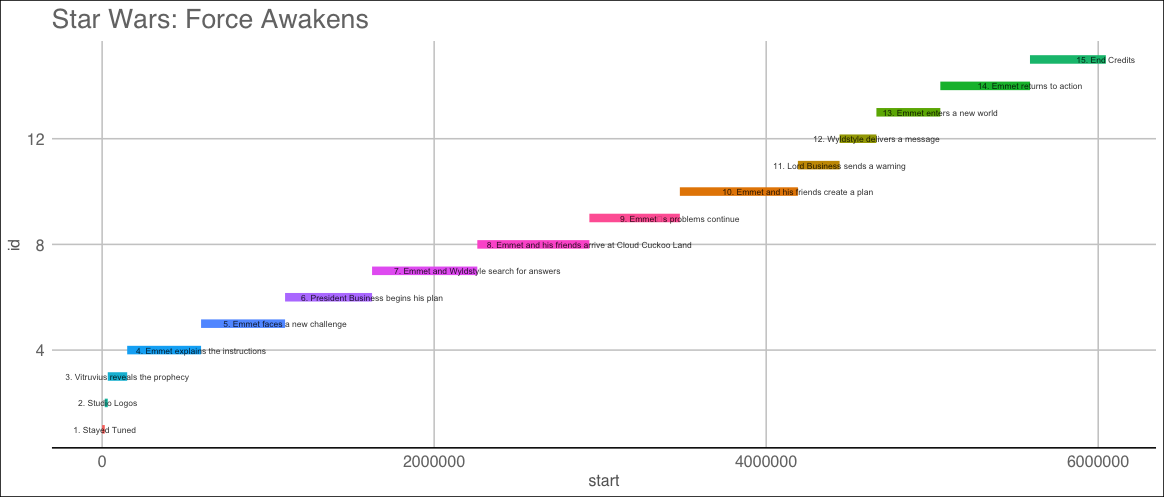 Star Wars: Force Awakens
15. End Credits
14. Emmet returns to action
13. Emmet enters a new world
12
12. Wyldstyle delivers a message
11. Lord Business sends a warning
10. Emmet and his friends create a plan
9. Emmet s problems continue
id
8
8. Emmet and his friends arrive at Cloud Cuckoo Land
7. Emmet and Wyldstyle search for answers
6. President Business begins his plan
5. Emmet faces a new challenge
4
4. Emmet explains the instructions
3. Vitruvius reveals the prophecy
2. Studio Logos
1. Stayed Tuned
0 2000000 4000000 6000000
start